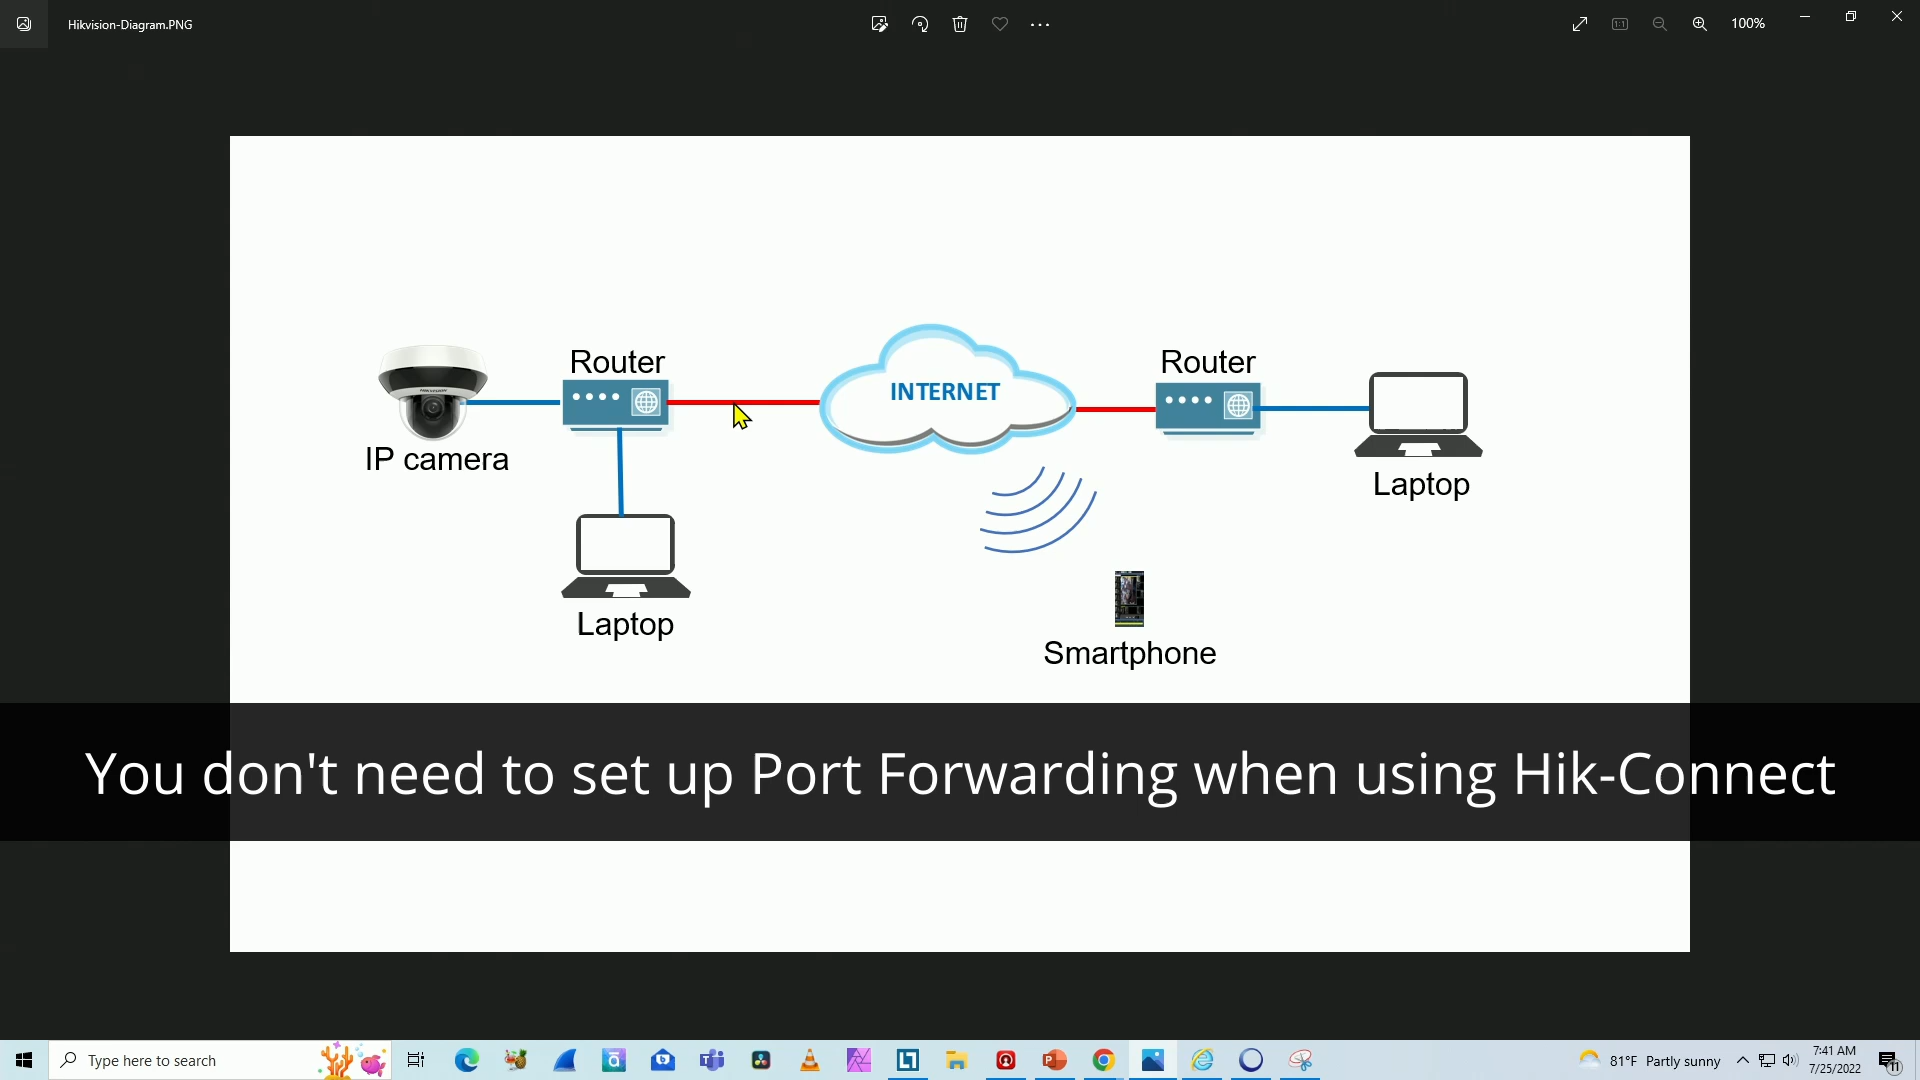 Hikvision-Diagram.PNG
100%
Router
Router
INTERNET
IP camera
Laptop
Laptop
Smartphone
You don't need to set up Port Forwarding when using Hik-Connect
Type here to search
81°F Partly sunny
7:41 AM
7/25/2022
11